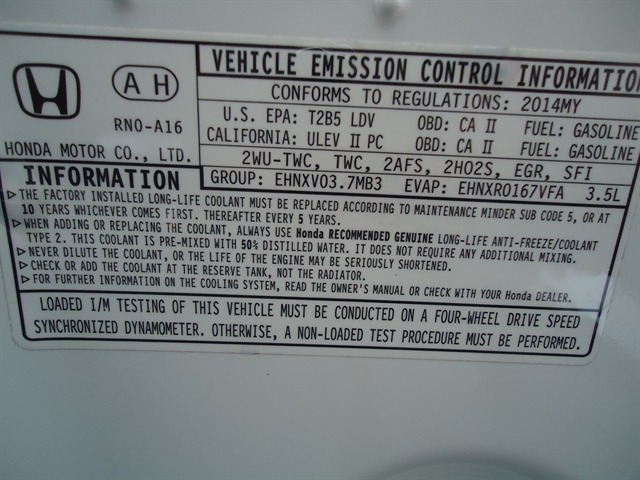 A H
RN0-A16
HONDA MOTOR CO., LTD.
VEHICLE EMISSION CONTROL INFORMATION
CONFORMS TO REGULATIONS: 2014MY
U.S. EPA: T2B5 LDV OBD: CA II FUEL: GASOLINE
CALIFORNIA: ULEV II PC OBD: CA II FUEL: GASOLINE
2WU-TWC, TWC, 2AFS, 2HO2S, EGR, SFI
GROUP: EHNXV03.7MB3 EVAP: EHNXR0167VFA 3.5L
INFORMATION
▷THE FACTORY INSTALLED LONG-LIFE COOLANT MUST BE REPLACED ACCORDING TO MAINTENANCE MINDER SUB CODE 5, OR AT
10 YEARS WHICHEVER COMES FIRST. THEREAFTER EVERY 5 YEARS.
▷WHEN ADDING OR REPLACING THE COOLANT, ALWAYS USE Honda RECOMMENDED GENUINE LONG-LIFE ANTI-FREEZE/COOLANT
TYPE 2. THIS COOLANT IS PRE-MIXED WITH 50% DISTILLED WATER. IT DOES NOT REQUIRE ANY ADDITIONAL MIXING.
▷NEVER DILUTE THE COOLANT, OR THE LIFE OF THE ENGINE MAY BE SERIOUSLY SHORTENED.
▷CHECK OR ADD THE COOLANT AT THE RESERVE TANK, NOT THE RADIATOR.
▷FOR FURTHER INFORMATION ON THE COOLING SYSTEM, READ THE OWNER'S MANUAL OR CHECK WITH YOUR Honda DEALER.
LOADED I/M TESTING OF THIS VEHICLE MUST BE CONDUCTED ON A FOUR-WHEEL DRIVE SPEED
SYNCHRONIZED DYNAMOMETER. OTHERWISE, A NON-LOADED TEST PROCEDURE MUST BE PERFORMED.